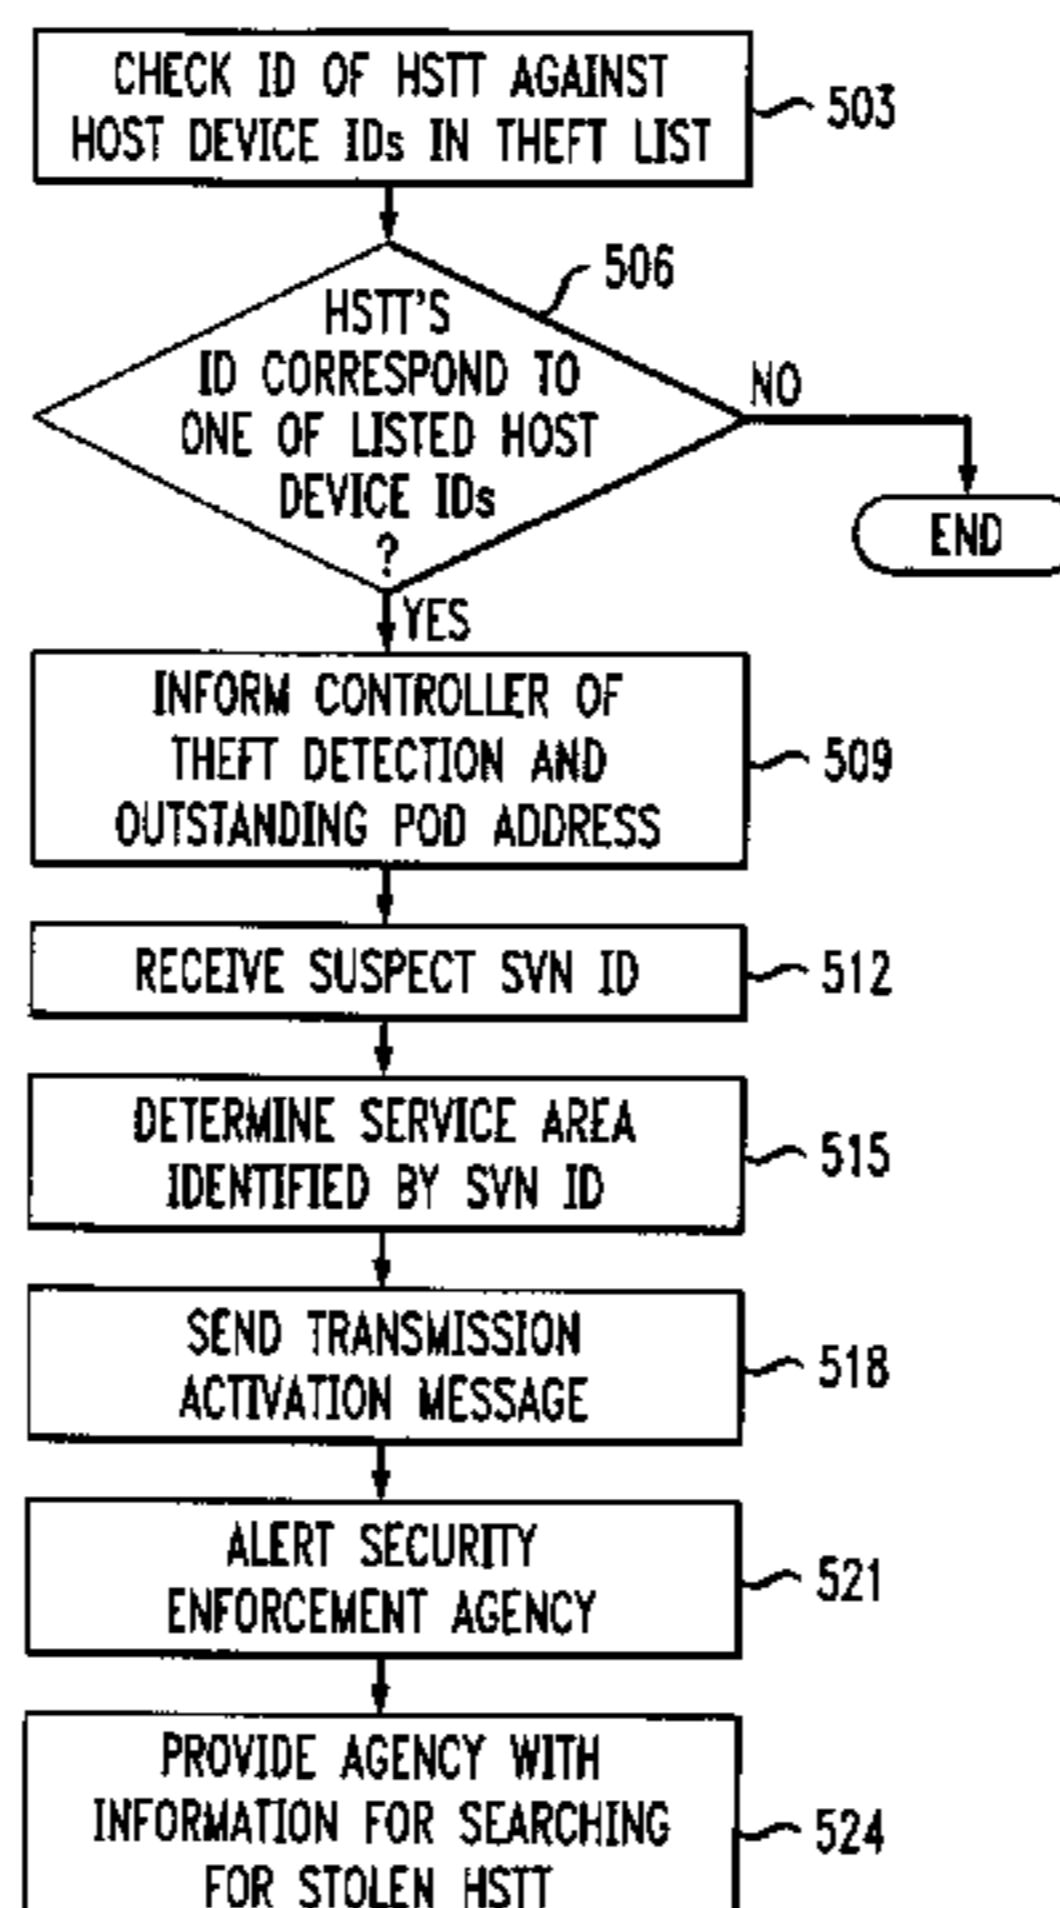 CHECK ID OF HSTT AGAINST
HOST DEVICE IDs IN THEFT LIST
503
506
HSTT'S
ID CORRESPOND TO
ONE OF LISTED HOST
DEVICE IDs
?
NO
END
YES
INFORM CONTROLLER OF
THEFT DETECTION AND
OUTSTANDING POD ADDRESS
509
RECEIVE SUSPECT SVN ID
512
DETERMINE SERVICE AREA
IDENTIFIED BY SVN ID
515
SEND TRANSMISSION
ACTIVATION MESSAGE
518
ALERT SECURITY
ENFORCEMENT AGENCY
521
PROVIDE AGENCY WITH
INFORMATION FOR SEARCHING
FOR STOLEN HSTT
524